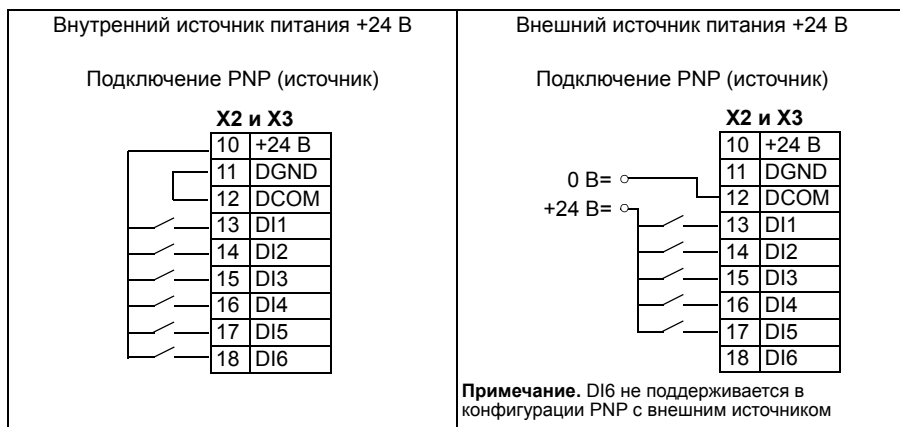 Внутренний источник питания +24 В
Подключение PNP (источник)
X2 и X3
10 +24 В
11 DGND
12 DCOM
13 DI1
14 DI2
15 DI3
16 DI4
17 DI5
18 DI6
Внешний источник питания +24 В
Подключение PNP (источник)
X2 и X3
10 +24 В
11 DGND
0 В=
12 DCOM
+24 В=
13 DI1
14 DI2
15 DI3
16 DI4
17 DI5
18 DI6
Примечание. DI6 не поддерживается в
конфигурации PNP с внешним источником